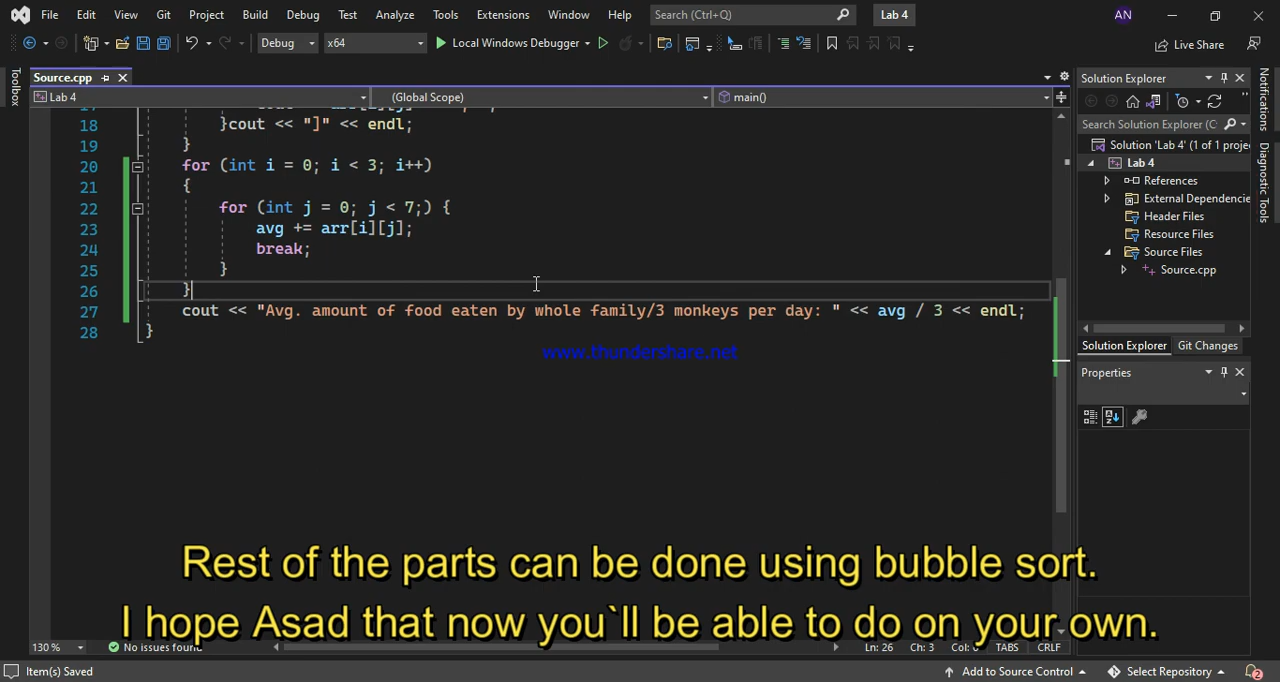 File Edit View Git Project Build Debug Test Analyze Tools Extensions Window Help Search (Ctrl+Q) Lab 4 AN
Debug x64 Local Windows Debugger Live Share
Toolbox
Source.cpp
Lab 4 (Global Scope) main()
18 }cout << "]" << endl;
19 }
20 for (int i = 0; i < 3; i++)
21 {
22 for (int j = 0; j < 7;) {
23 avg += arr[i][j];
24 break;
25 }
26 }
27 cout << "Avg. amount of food eaten by whole family/3 monkeys per day: " << avg / 3 << endl;
28 }
www.thundershare.net
Rest of the parts can be done using bubble sort.
I hope Asad that now you`ll be able to do on your own.
130 % No issues found Ln: 26 Ch: 3 TABS CRLF
Solution Explorer
Search Solution Explorer (C
Solution 'Lab 4' (1 of 1 proje
Lab 4
References
External Dependencie
Header Files
Resource Files
Source Files
Source.cpp
Solution Explorer Git Changes
Properties
Notifications
Diagnostic Tools
Item(s) Saved Add to Source Control Select Repository 2